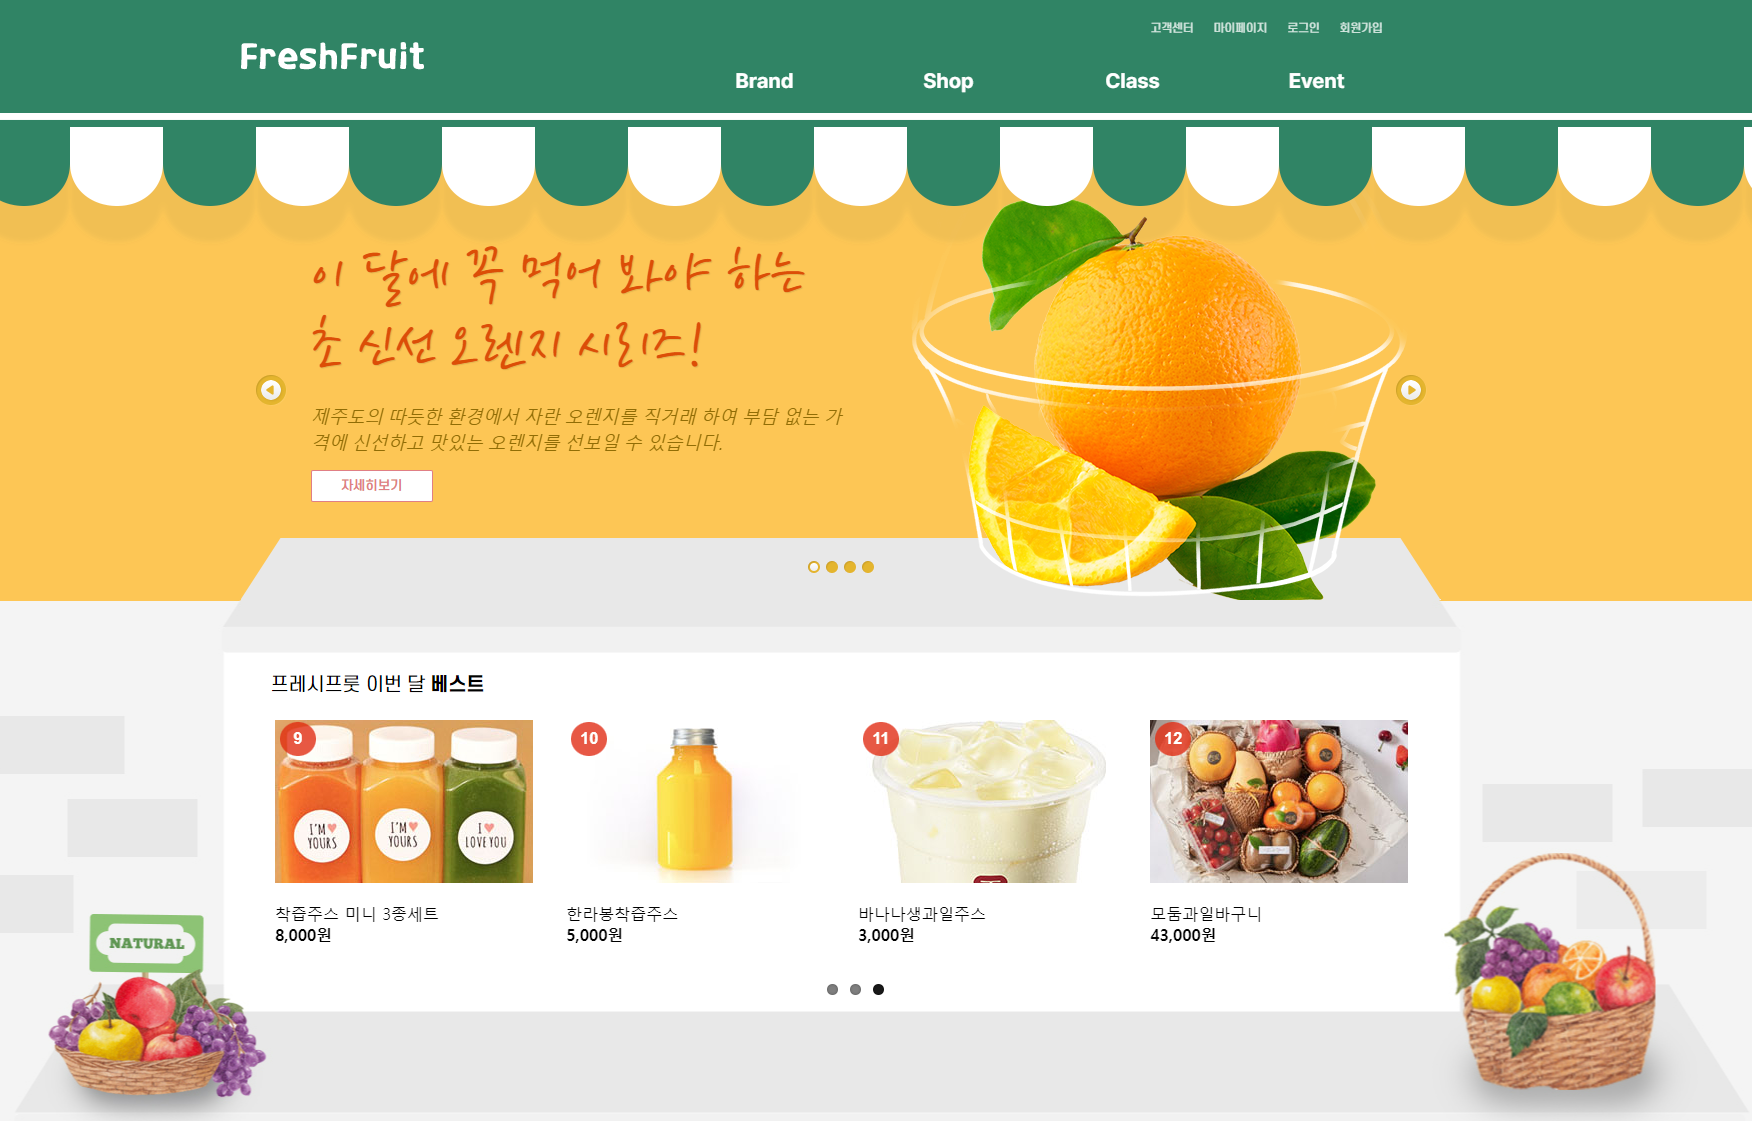 고객센터 마이페이지 로그인 회원가입
FreshFruit
Brand Shop Class Event
이 달에 꼭 먹어 봐야 하는
초 신선 오렌지 시리즈!
제주도의 따듯한 환경에서 자란 오렌지를 직거래 하여 부담 없는 가
격에 신선하고 맛있는 오렌지를 선보일 수 있습니다.
자세히보기
프레시프룻 이번 달 베스트
9
I'M♥
YOURS
I'M♥
YOURS
I♥
LOVE YOU
10
11
12
착즙주스 미니 3종세트
8,000원
한라봉착즙주스
5,000원
바나나생과일주스
3,000원
모둠과일바구니
43,000원
NATURAL